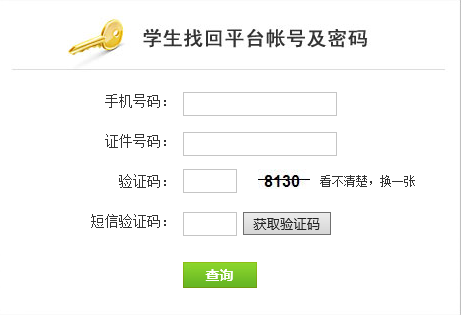 学生找回平台帐号及密码
手机号码：
证件号码：
验证码： 8130 看不清楚，换一张
短信验证码： 获取验证码
查询